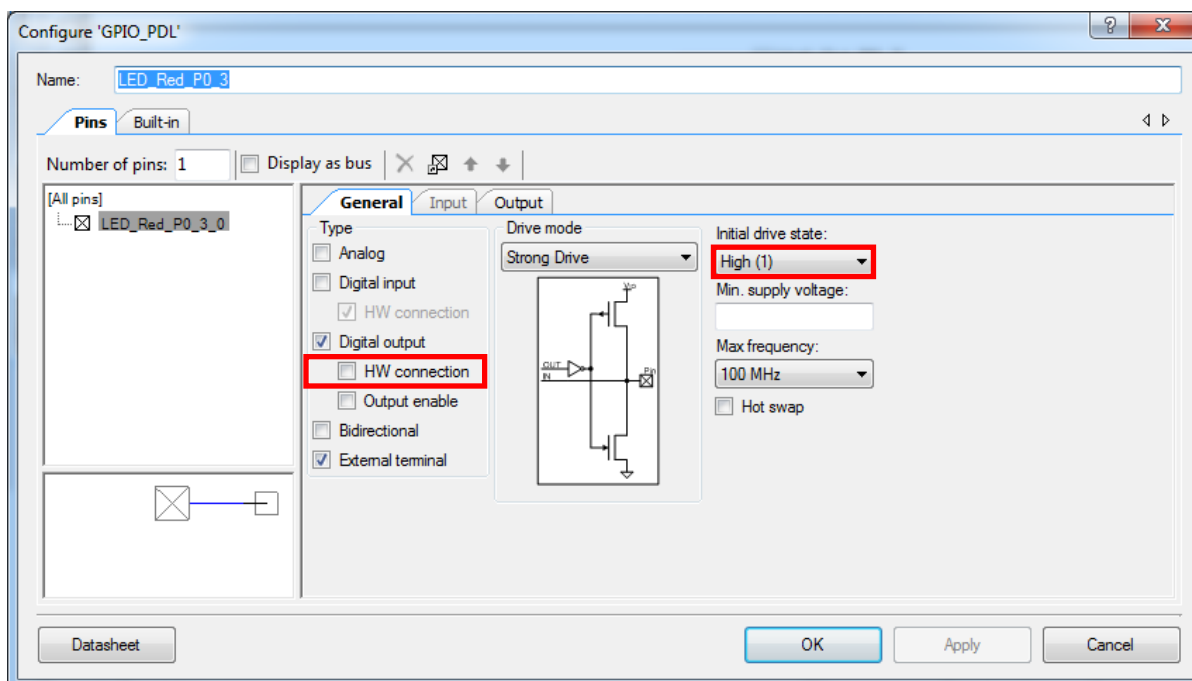 Configure 'GPIO_PDL'
Name: LED_Red_P0_3
Pins Built-in
Number of pins: 1 Display as bus
[All pins]
LED_Red_P0_3_0
General Input Output
Type
Analog
Digital input
HW connection
Digital output
HW connection
Output enable
Bidirectional
External terminal
Drive mode
Strong Drive
Vio
OUT
IN
Pin
Initial drive state:
High (1)
Min. supply voltage:
Max frequency:
100 MHz
Hot swap
Datasheet OK Apply Cancel